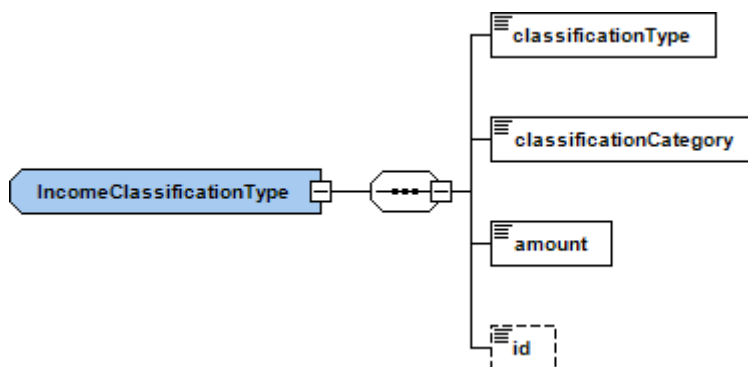 classificationType
classificationCategory
IncomeClassificationType
amount
id